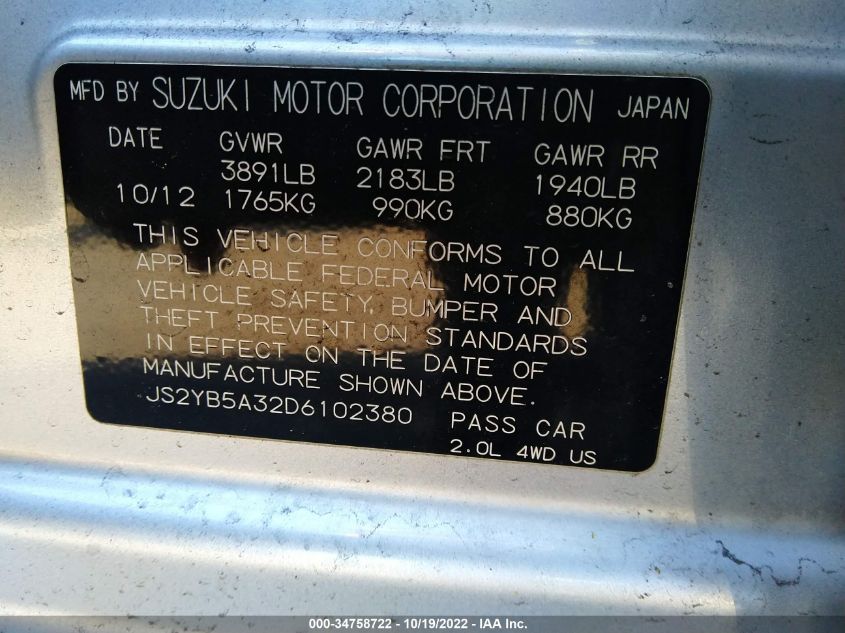 MFD BY SUZUKI MOTOR CORPORATION JAPAN
DATE GVWR GAWR FRT GAWR RR
3891LB 2183LB 1940LB
10/12 1765KG 990KG 880KG
THIS VEHICLE CONFORMS TO ALL
APPLICABLE FEDERAL MOTOR
VEHICLE SAFETY, BUMPER AND
THEFT PREVENTION STANDARDS
IN EFFECT ON THE DATE OF
MANUFACTURE SHOWN ABOVE.
JS2YB5A32D6102380 PASS CAR
2.0L 4WD US
000-34758722 - 10/19/2022 - IAA Inc.